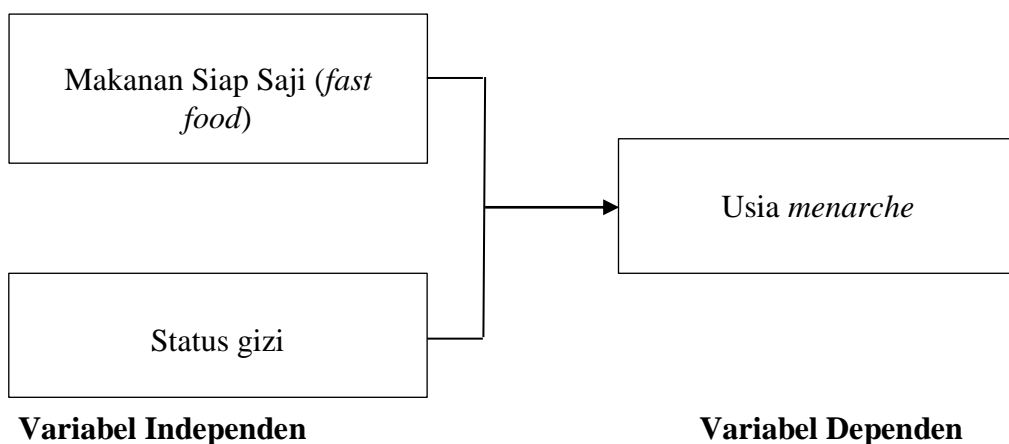 Makanan Siap Saji (fast
food)
Usia menarche
Status gizi
Variabel Independen
Variabel Dependen